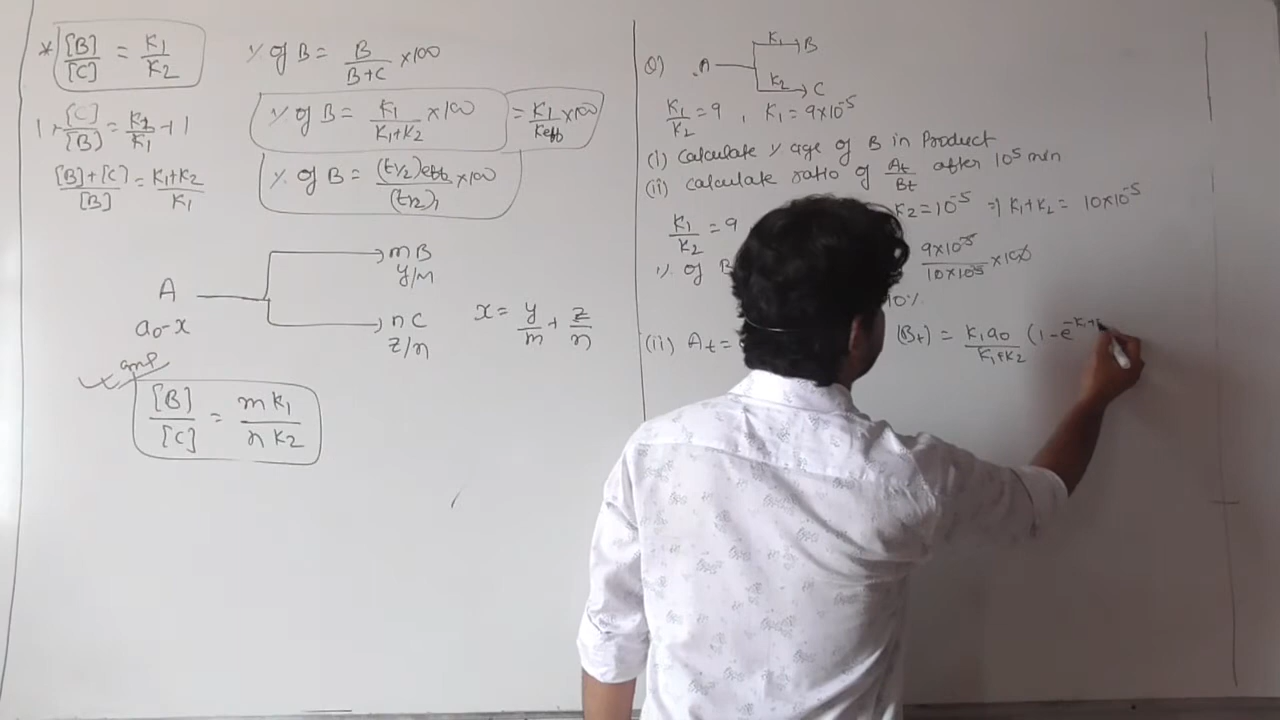 * [B]/[C] = K1/K2
% of B = B/(B+C) ×100
1+ [C]/[B] = K2/K1 +1
% of B = K1/(K1+K2) ×100 = K1/Keff ×100
([B]+[C])/[B] = (K1+K2)/K1
% of B = (t1/2)eff/(t1/2)1 ×100
A
a0-x
mB
y/m
nC
z/n
x = y/m + z/n
[B]/[C] = mK1/nK2
Q) A
K1 B
K2 C
K1/K2 = 9 , K1 = 9×10⁻⁵
(i) Calculate % age of B in Product
(ii) Calculate ratio of At/Bt after 10⁵ min
K1/K2 = 9
K2 = 10⁻⁵ ⇒ K1+K2 = 10×10⁻⁵
% of B
9×10⁻⁵/10×10⁻⁵ ×100
(ii) At =
(Bt) = K1a0/(K1+K2) (1-e^-K1+